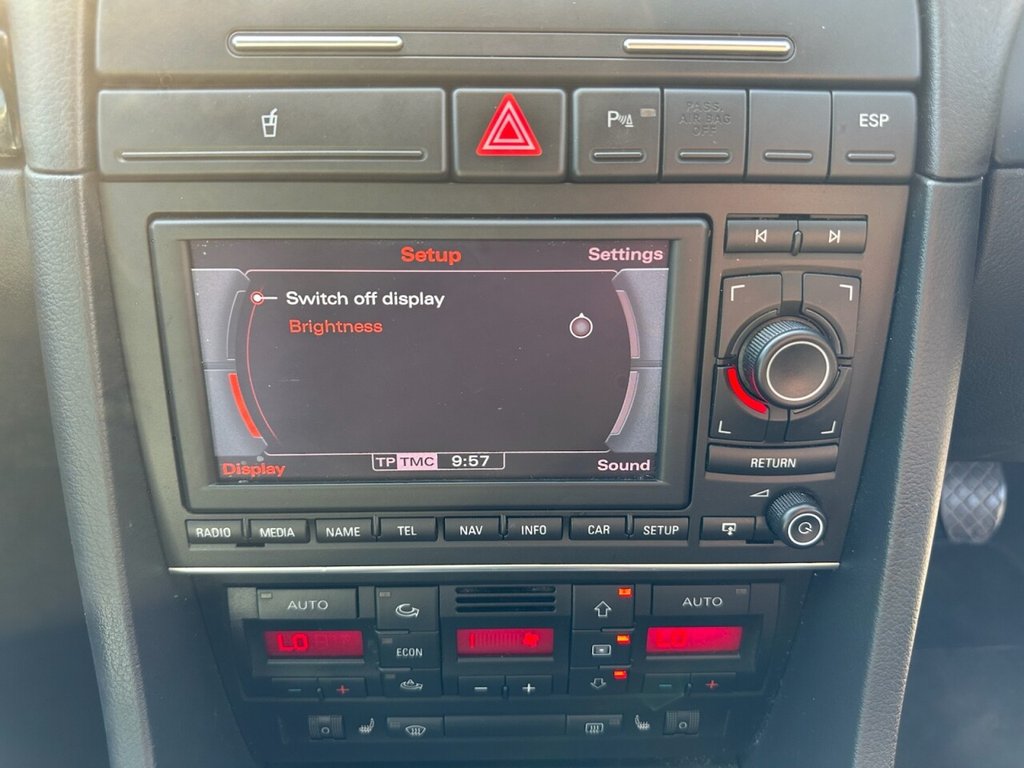 P
PASS.
AIR BAG
OFF
ESP
Setup
Settings
Switch off display
Brightness
Display
TP TMC 9:57
Sound
RETURN
RADIO MEDIA NAME TEL NAV INFO CAR SETUP
AUTO
AUTO
LO
LO
ECON